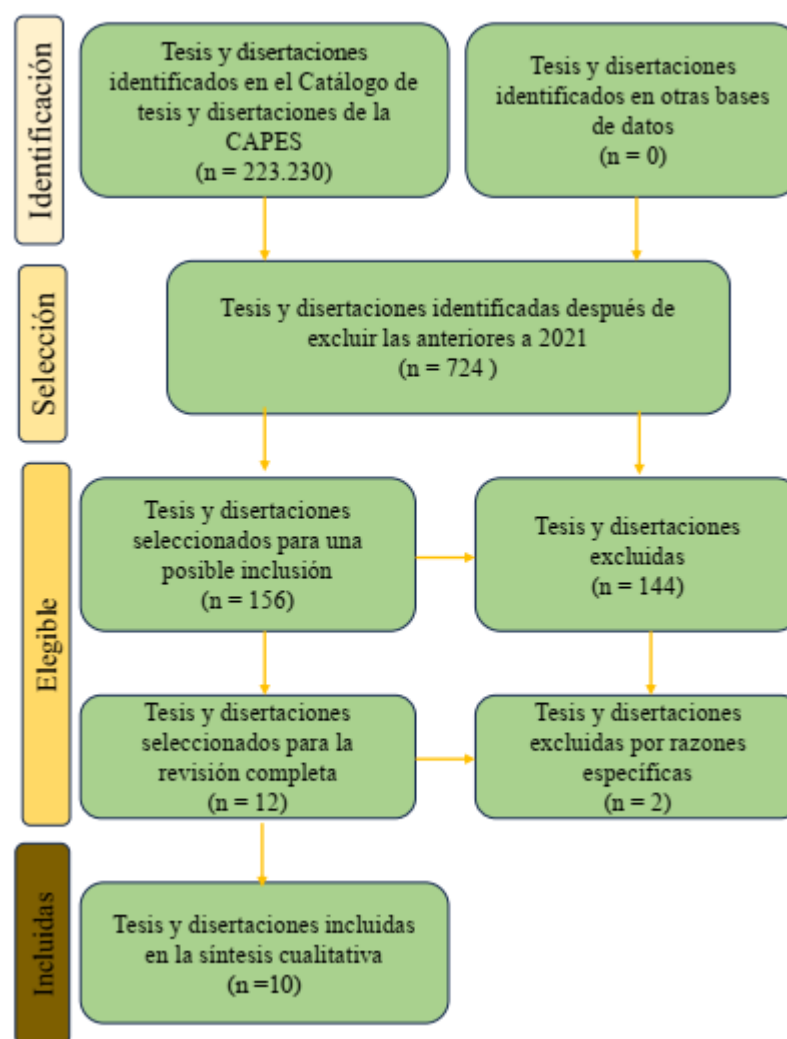 Identificación
Tesis y disertaciones
identificados en el Catálogo de
tesis y disertaciones de la
CAPES
(n = 223.230)
Tesis y disertaciones
identificados en otras bases
de datos
(n = 0)
Selección
Tesis y disertaciones identificadas después de
excluir las anteriores a 2021
(n = 724 )
Elegible
Tesis y disertaciones
seleccionados para una
posible inclusión
(n = 156)
Tesis y disertaciones
excluidas
(n = 144)
Tesis y disertaciones
seleccionados para la
revisión completa
(n = 12)
Tesis y disertaciones
excluidas por razones
específicas
(n = 2)
Incluidas
Tesis y disertaciones incluidas
en la síntesis cualitativa
(n =10)